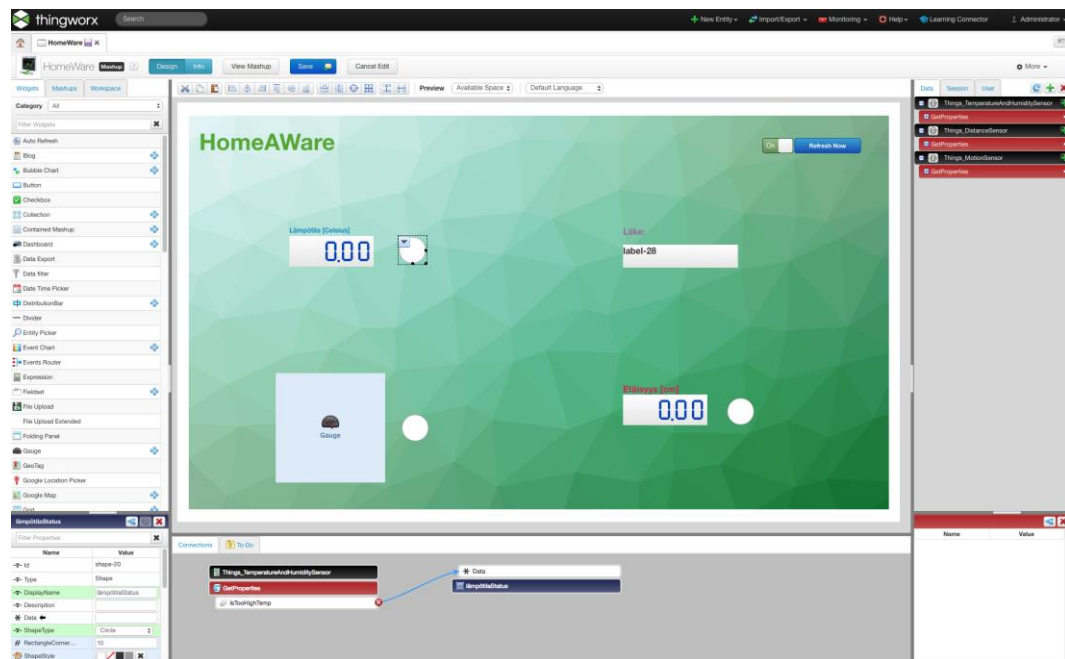 thingworx
Search
New Entity
Import/Export
Monitoring
Help
Learning Connector
Administrator
HomeWare
HomeWare Mashup
Design Info
View Mashup
Save
Cancel Edit
More
Widgets Mashups Workspace
Preview Available Space Default Language
Data Session User
Category All
Filter Widgets
Auto Refresh
Blog
Bubble Chart
Button
Checkbox
Collection
Contained Mashup
Dashboard
Data Export
Data filter
Date Time Picker
DistributionBar
Divider
Entity Picker
Event Chart
Events Router
Expression
Fieldset
File Upload
File Upload Extended
Folding Panel
Gauge
GeoTag
Google Location Picker
Google Map
Grid
HomeAWare
On
Refresh Now
Lämpötila [Celsius]
0.00
Liike:
label-28
Gauge
Etäisyys [cm]
0.00
Things_TemperatureAndHumiditySensor
GetProperties
Things_DistanceSensor
GetProperties
Things_MotionSensor
GetProperties
lämpötilaStatus
Filter Properties
Name Value
Id shape-20
Type Shape
DisplayName lämpötilaStatus
Description
Data
ShapeType Circle
RectangleCorner... 10
ShapeStyle
Connections To-Do
Things_TemperatureAndHumiditySensor
GetProperties
IsTooHighTemp
Data
lämpötilaStatus
Name Value